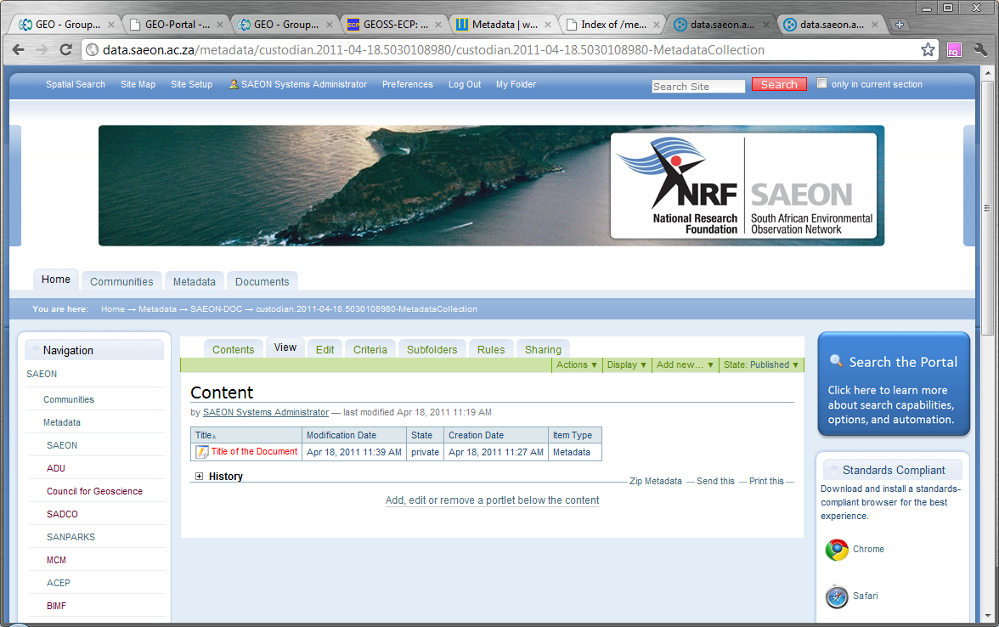 GEO - Group...
GEO-Portal -...
GEO - Group...
ECP GEOSS-ECP: ...
Metadata | w...
Index of /me...
data.saeon.a...
data.saeon.a...
data.saeon.ac.za/metadata/custodian.2011-04-18.5030108980/custodian.2011-04-18.5030108980-MetadataCollection
Spatial Search Site Map Site Setup SAEON Systems Administrator Preferences Log Out My Folder
Search Site Search only in current section
NRF SAEON
National Research Foundation
South African Environmental Observation Network
Home Communities Metadata Documents
You are here: Home → Metadata → SAEON-DOC → custodian.2011-04-18.5030108980-MetadataCollection
Navigation
SAEON
Communities
Metadata
SAEON
ADU
Council for Geoscience
SADCO
SANPARKS
MCM
ACEP
BIMF
Contents View Edit Criteria Subfolders Rules Sharing
Actions ▼ Display ▼ Add new... ▼ State: Published ▼
Content
by SAEON Systems Administrator — last modified Apr 18, 2011 11:19 AM
Title▲ Modification Date State Creation Date Item Type
Title of the Document Apr 18, 2011 11:39 AM private Apr 18, 2011 11:27 AM Metadata
History
Zip Metadata — Send this — Print this —
Add, edit or remove a portlet below the content
Search the Portal
Click here to learn more
about search capabilities,
options, and automation.
Standards Compliant
Download and install a standards-
compliant browser for the best
experience.
Chrome
Safari